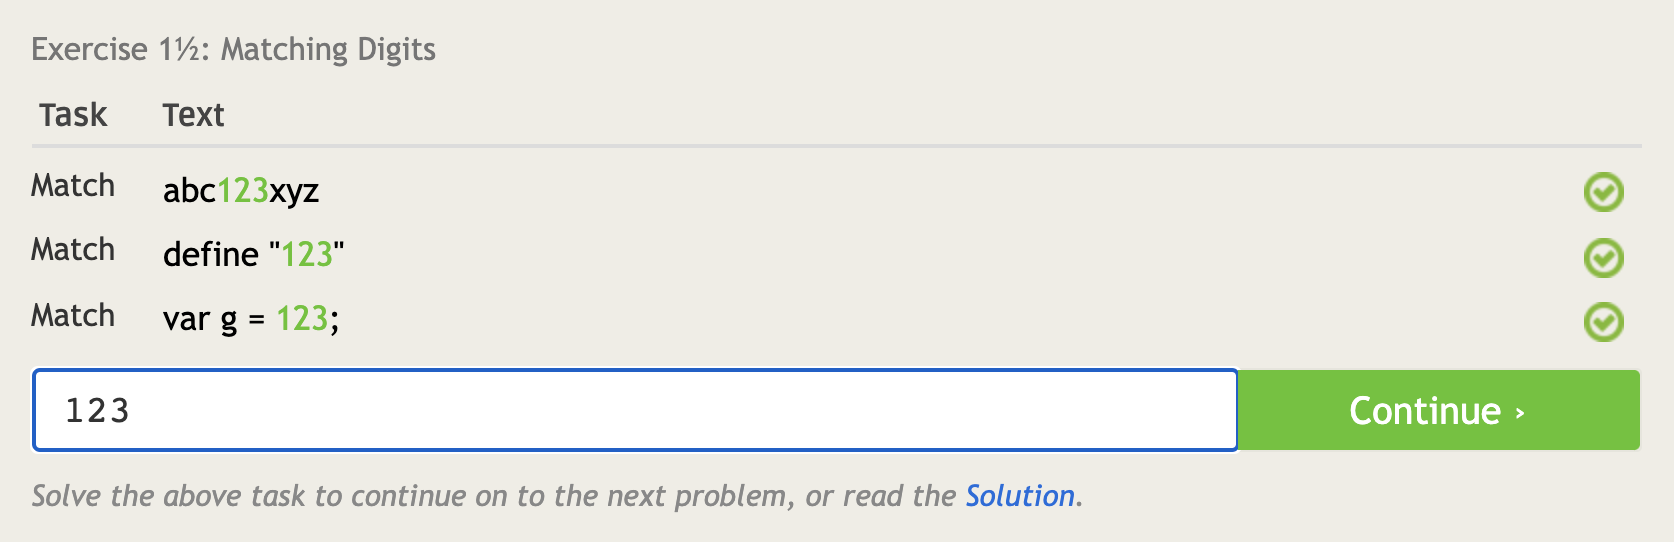 Exercise 1½: Matching Digits
Task Text
Match abc123xyz
Match define "123"
Match var g = 123;
123 Continue ›
Solve the above task to continue on to the next problem, or read the Solution.